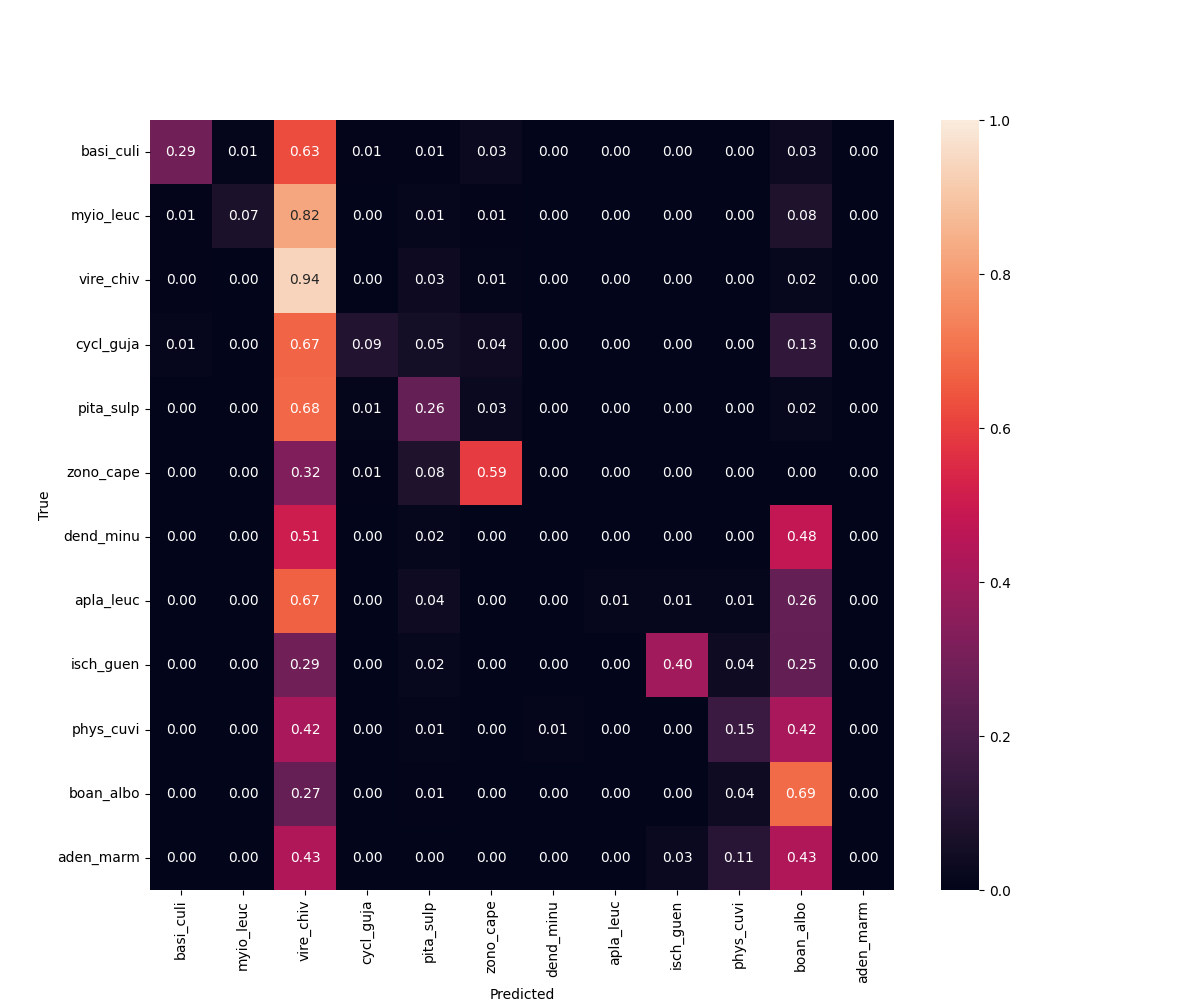 basi_culi 0.29 0.01 0.63 0.01 0.01 0.03 0.00 0.00 0.00 0.00 0.03 0.00
myio_leuc 0.01 0.07 0.82 0.00 0.01 0.01 0.00 0.00 0.00 0.00 0.08 0.00
vire_chiv 0.00 0.00 0.94 0.00 0.03 0.01 0.00 0.00 0.00 0.00 0.02 0.00
cycl_guja 0.01 0.00 0.67 0.09 0.05 0.04 0.00 0.00 0.00 0.00 0.13 0.00
pita_sulp 0.00 0.00 0.68 0.01 0.26 0.03 0.00 0.00 0.00 0.00 0.02 0.00
zono_cape 0.00 0.00 0.32 0.01 0.08 0.59 0.00 0.00 0.00 0.00 0.00 0.00
dend_minu 0.00 0.00 0.51 0.00 0.02 0.00 0.00 0.00 0.00 0.00 0.48 0.00
apla_leuc 0.00 0.00 0.67 0.00 0.04 0.00 0.00 0.01 0.01 0.01 0.26 0.00
isch_guen 0.00 0.00 0.29 0.00 0.02 0.00 0.00 0.00 0.40 0.04 0.25 0.00
phys_cuvi 0.00 0.00 0.42 0.00 0.01 0.00 0.01 0.00 0.00 0.15 0.42 0.00
boan_albo 0.00 0.00 0.27 0.00 0.01 0.00 0.00 0.00 0.00 0.04 0.69 0.00
aden_marm 0.00 0.00 0.43 0.00 0.00 0.00 0.00 0.00 0.03 0.11 0.43 0.00
True
basi_culi myio_leuc vire_chiv cycl_guja pita_sulp zono_cape dend_minu apla_leuc isch_guen phys_cuvi boan_albo aden_marm
Predicted
1.0
0.8
0.6
0.4
0.2
0.0